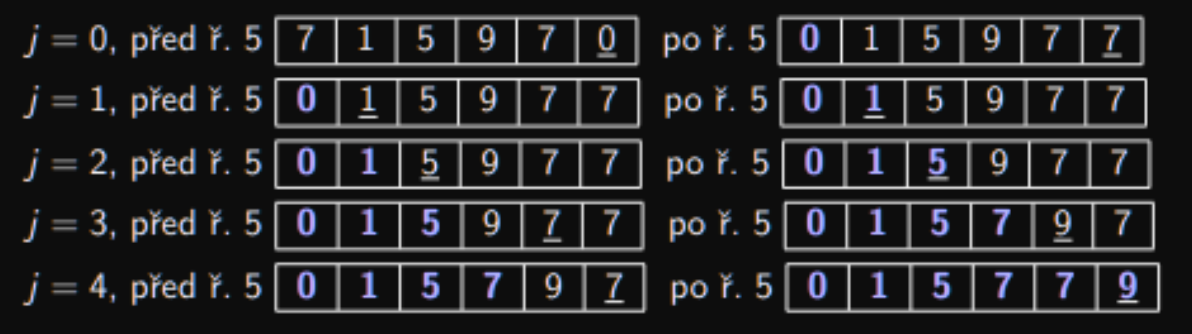 j = 0, před ř. 5 7 1 5 9 7 0 po ř. 5 0 1 5 9 7 7
j = 1, před ř. 5 0 1 5 9 7 7 po ř. 5 0 1 5 9 7 7
j = 2, před ř. 5 0 1 5 9 7 7 po ř. 5 0 1 5 9 7 7
j = 3, před ř. 5 0 1 5 9 7 7 po ř. 5 0 1 5 7 9 7
j = 4, před ř. 5 0 1 5 7 9 7 po ř. 5 0 1 5 7 7 9